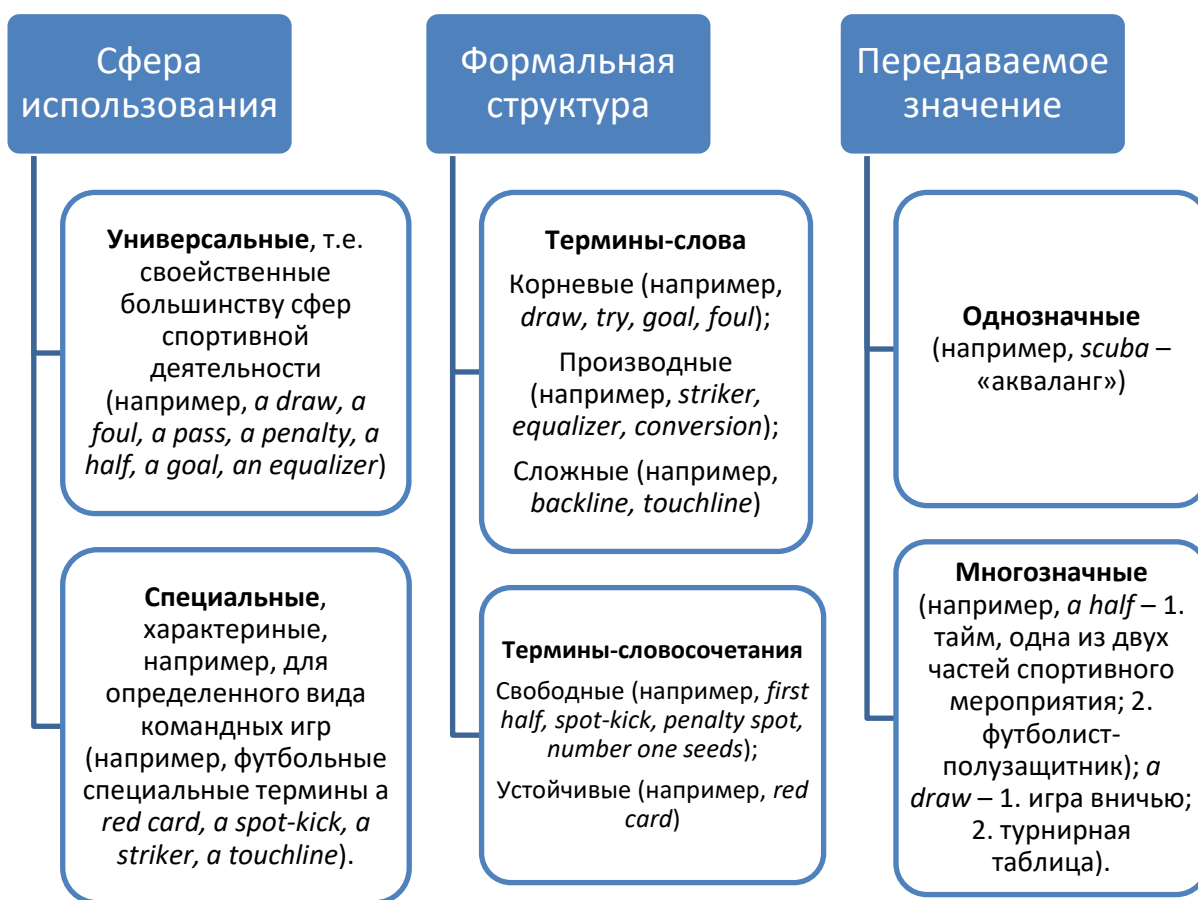 Сфера
использования
Универсальные, т.е.
своейственные
большинству сфер
спортивной
деятельности
(например, a draw, a
foul, a pass, a penalty, a
half, a goal, an equalizer)
Специальные,
характериные,
например, для
определенного вида
командных игр
(например, футбольные
специальные термины a
red card, a spot-kick, a
striker, a touchline).
Формальная
структура
Термины-слова
Корневые (например,
draw, try, goal, foul);
Производные
(например, striker,
equalizer, conversion);
Сложные (например,
backline, touchline)
Термины-словосочетания
Свободные (например, first
half, spot-kick, penalty spot,
number one seeds);
Устойчивые (например, red
card)
Передаваемое
значение
Однозначные
(например, scuba –
«акваланг»)
Многозначные
(например, a half – 1.
тайм, одна из двух
частей спортивного
мероприятия; 2.
футболист-
полузащитник); a
draw – 1. игра вничью;
2. турнирная
таблица).